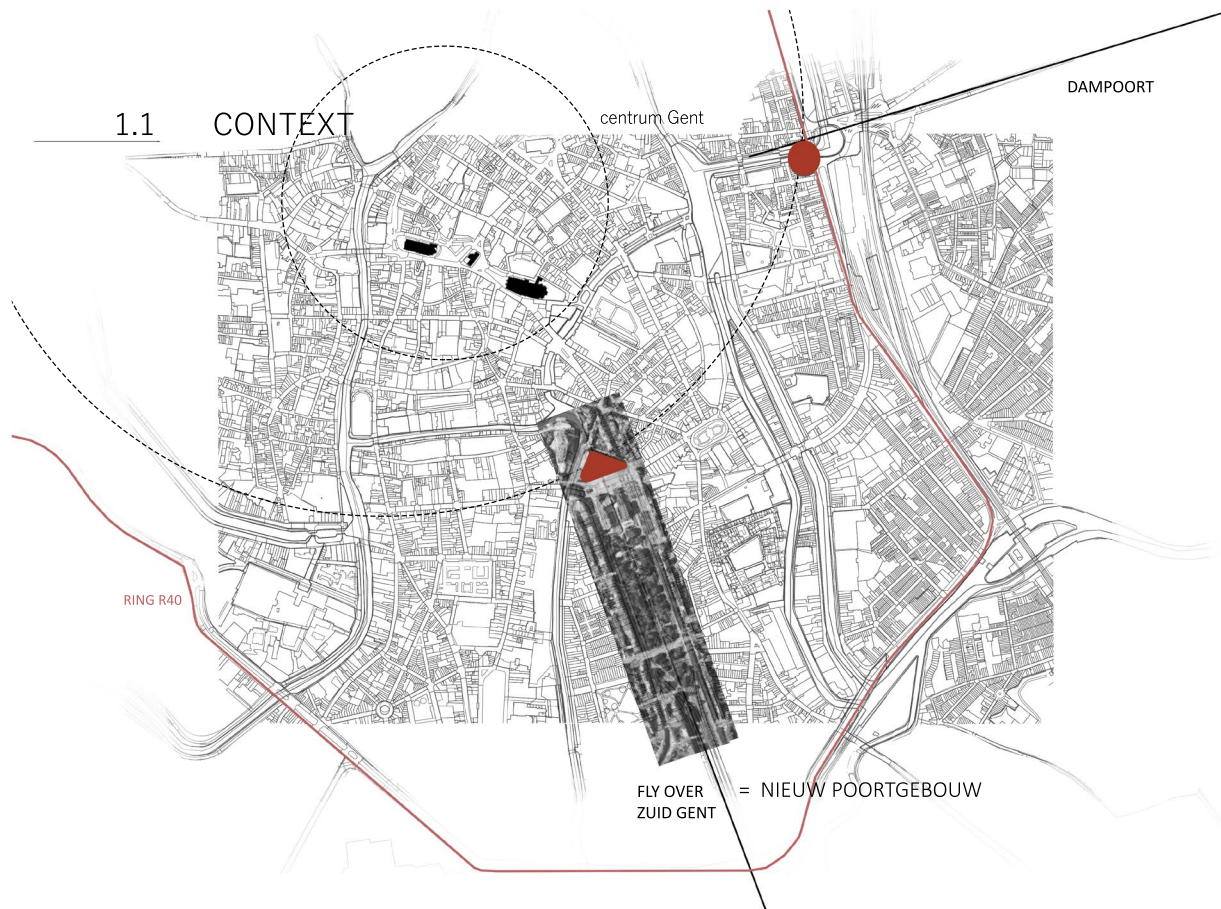 1.1 CONTEXT
centrum Gent
DAMPOORT
RING R40
FLY OVER = NIEUW POORTGEBOUW
ZUID GENT